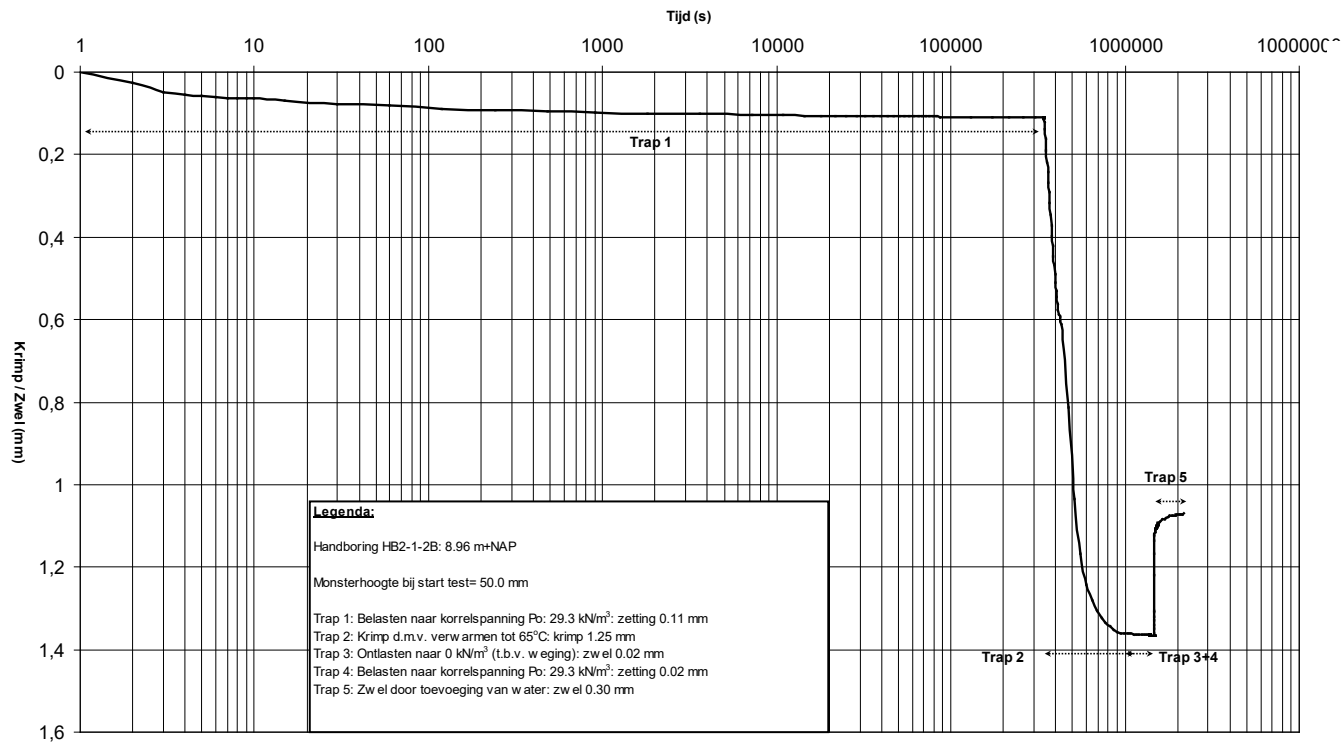 Tijd (s)
1 10 100 1000 10000 100000 1000000
0
0,2
0,4
0,6
0,8
1
1,2
1,4
1,6
Krimp / Zwel (mm)
Trap 1
Trap 5
Trap 2
Trap 3+4
Legenda:
Handboring HB2-1-2B: 8.96 m+NAP
Monsterhoogte bij start test= 50.0 mm
Trap 1: Belasten naar korrelspanning Po: 29.3 kN/m³: zetting 0.11 mm
Trap 2: Krimp d.m.v. verwarmen tot 65°C: krimp 1.25 mm
Trap 3: Ontlasten naar 0 kN/m³ (t.b.v. weging): zwel 0.02 mm
Trap 4: Belasten naar korrelspanning Po: 29.3 kN/m³: zetting 0.02 mm
Trap 5: Zwel door toevoeging van water: zwel 0.30 mm